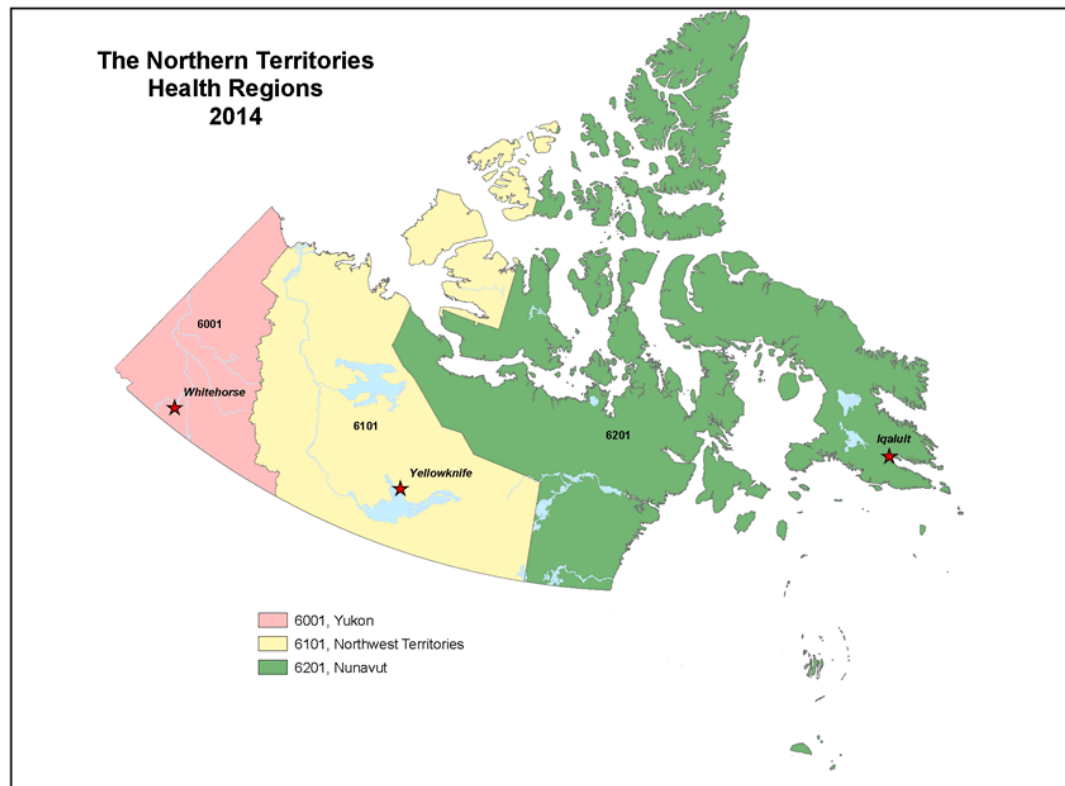 The Northern Territories
Health Regions
2014
6001
Whitehorse
6101
Yellowknife
6201
Iqaluit
6001, Yukon
6101, Northwest Territories
6201, Nunavut